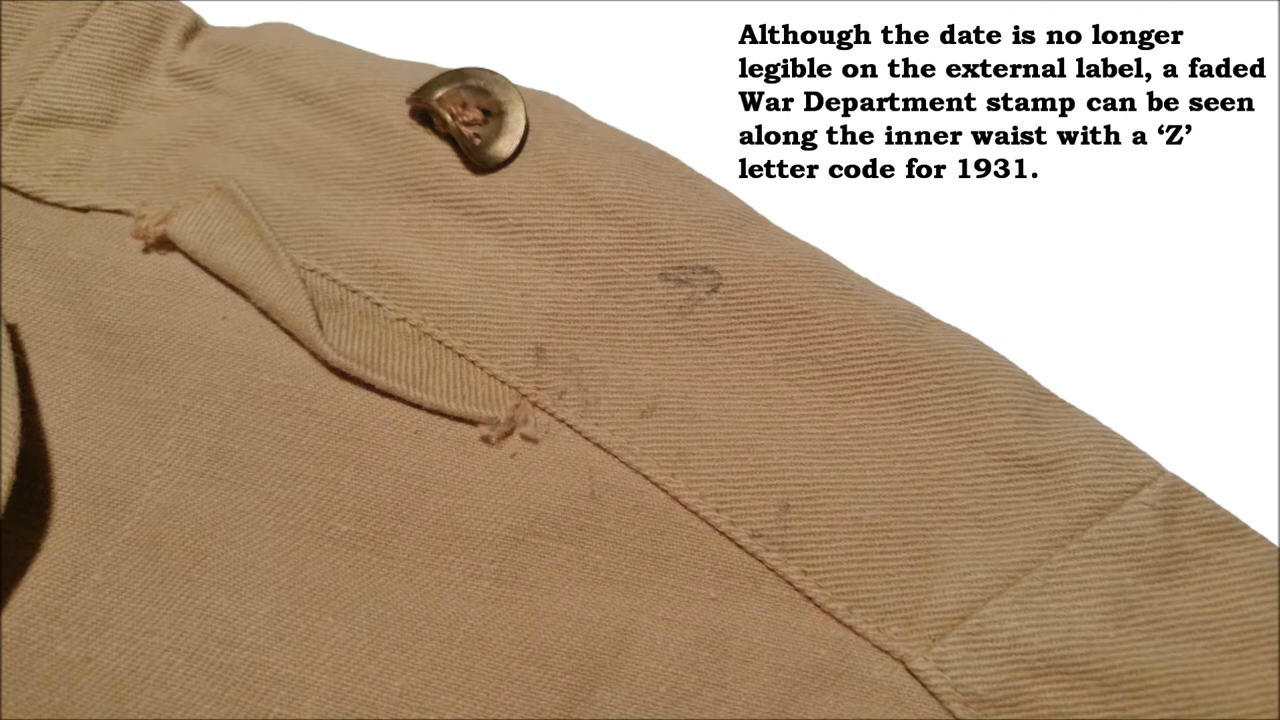 Although the date is no longer
legible on the external label, a faded
War Department stamp can be seen
along the inner waist with a ‘Z’
letter code for 1931.